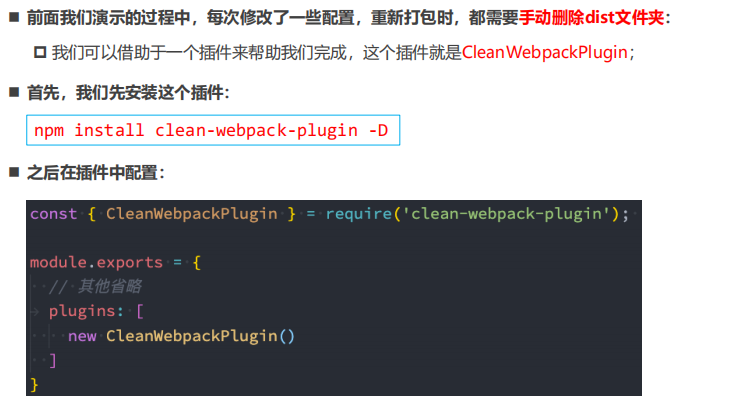 前面我们演示的过程中，每次修改了一些配置，重新打包时，都需要手动删除dist文件夹：
我们可以借助于一个插件来帮助我们完成，这个插件就是CleanWebpackPlugin；
首先，我们先安装这个插件：
npm install clean-webpack-plugin -D
之后在插件中配置：
const { CleanWebpackPlugin } = require('clean-webpack-plugin');
module.exports = {
// 其他省略
plugins: [
new CleanWebpackPlugin()
]
}